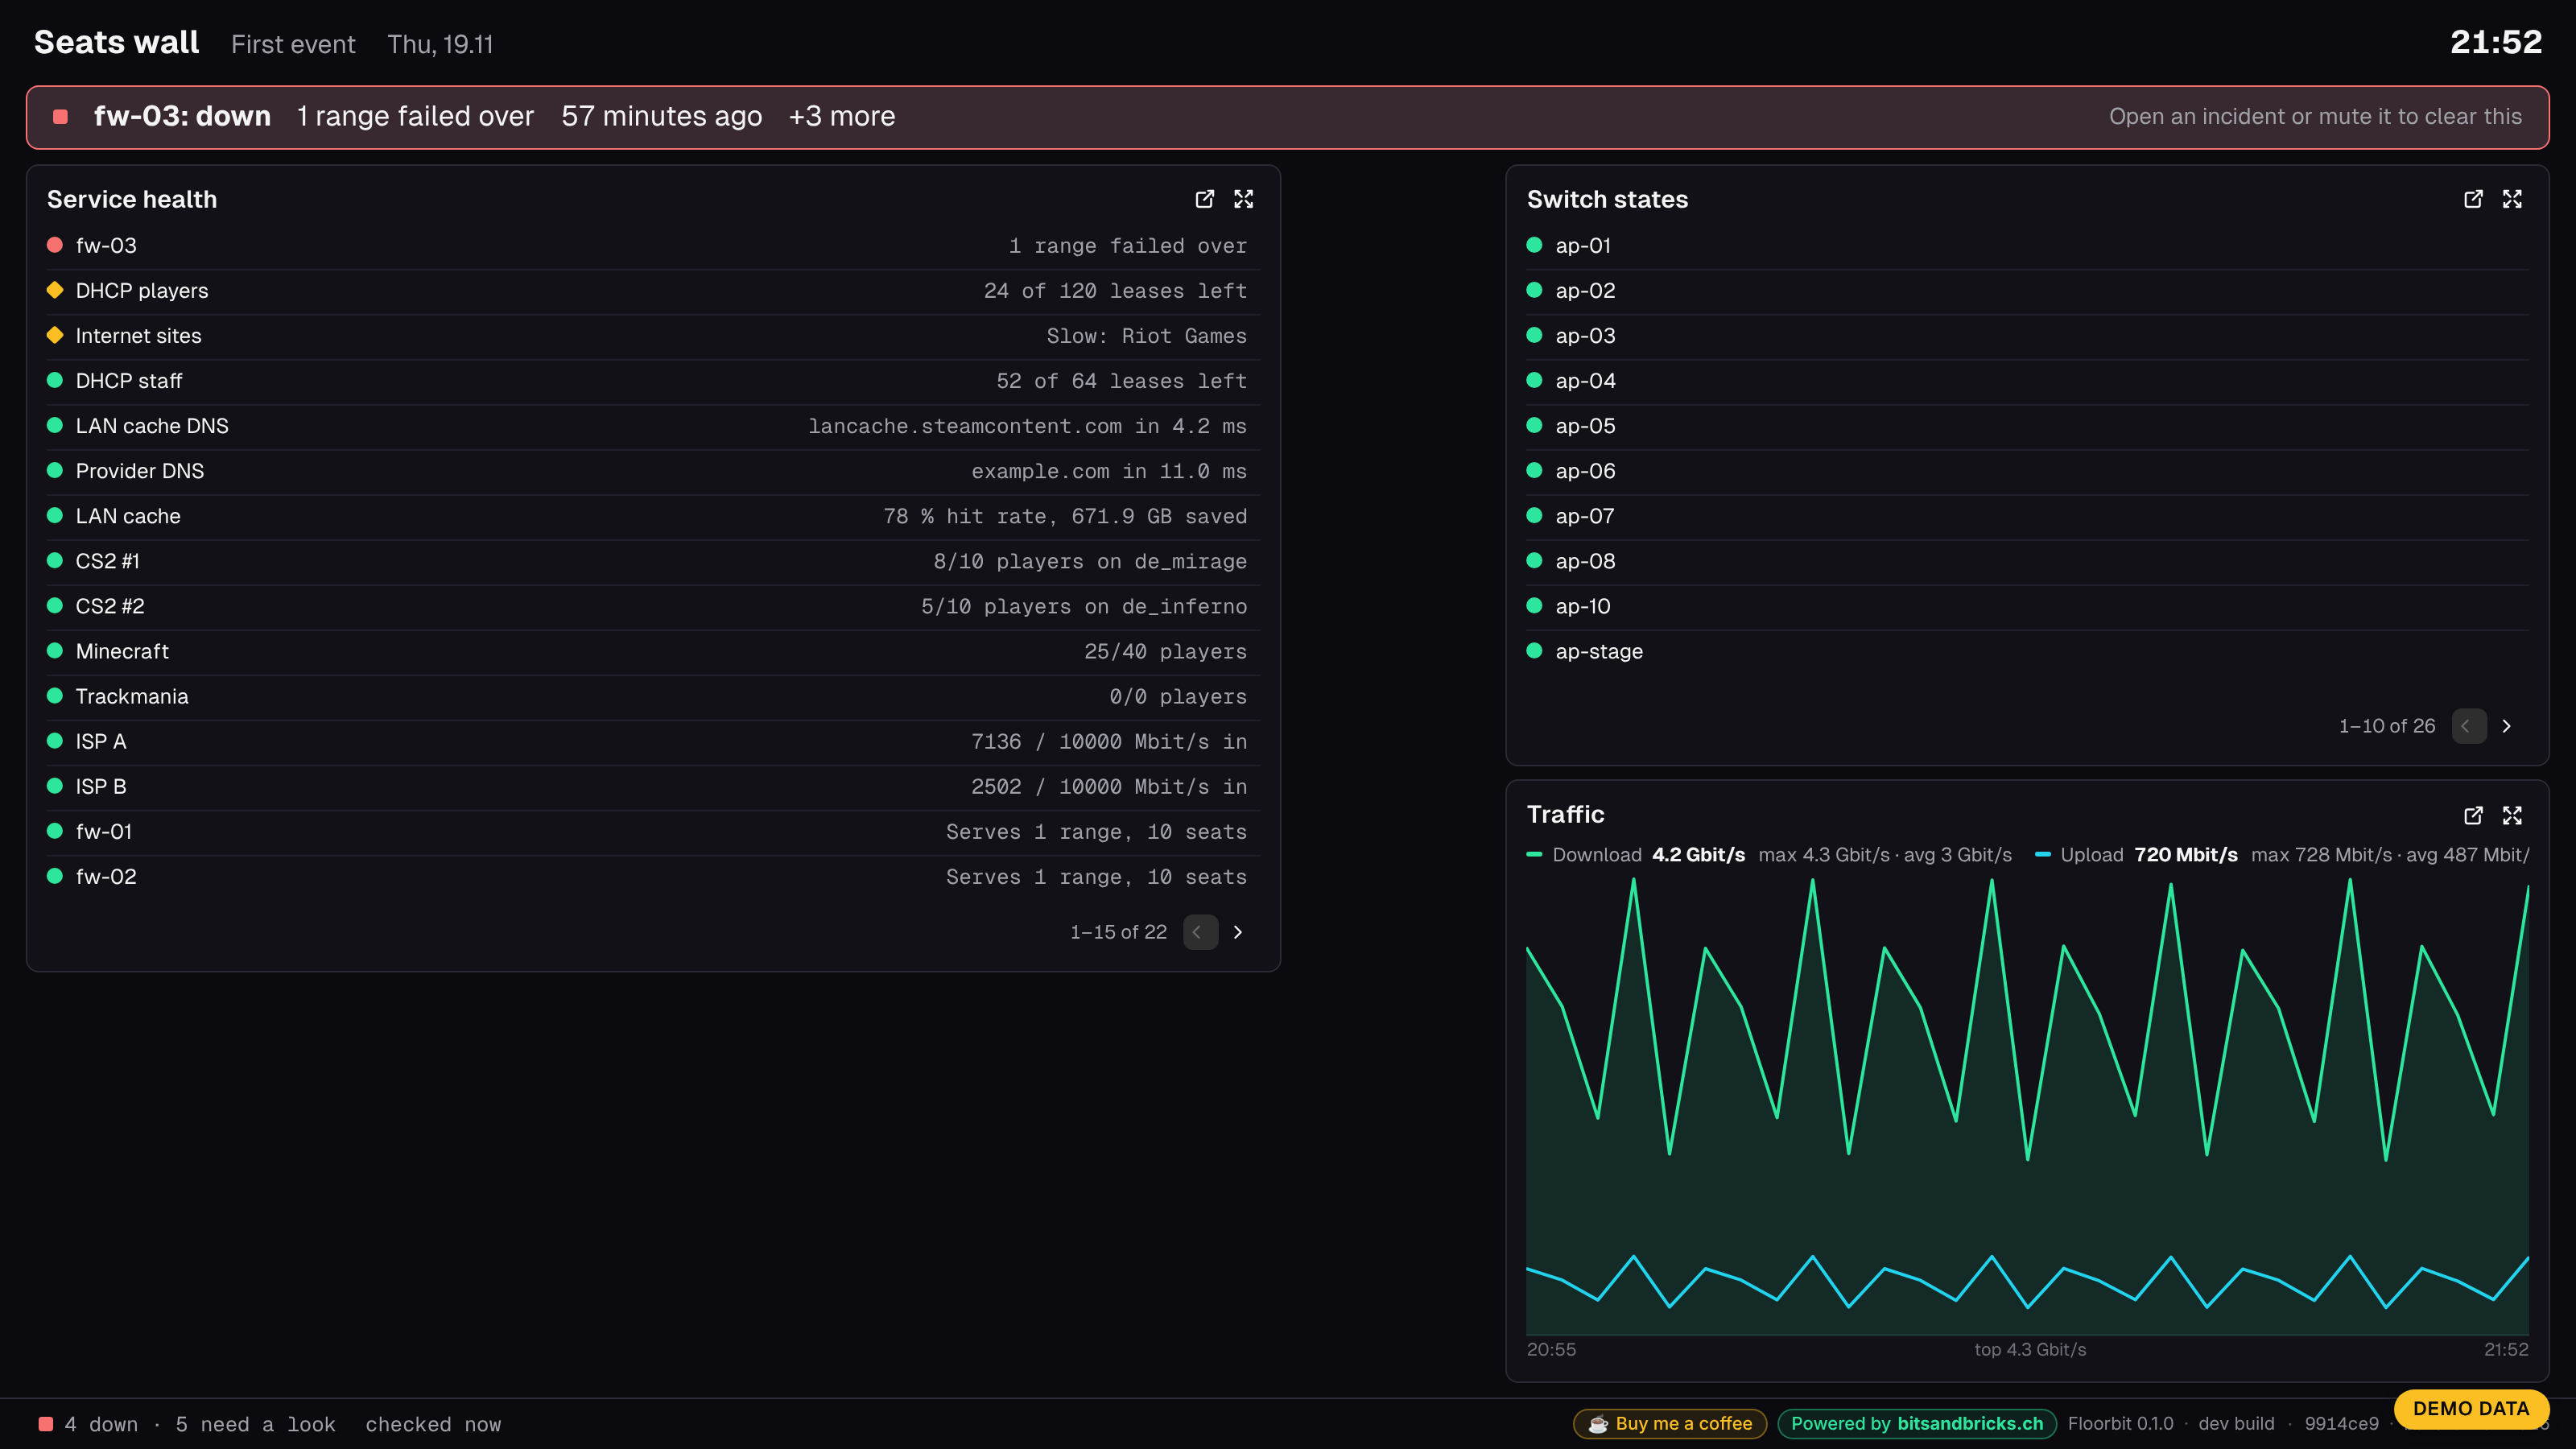 Seats wall First event Thu, 19.11 21:52
fw-03: down 1 range failed over 57 minutes ago +3 more Open an incident or mute it to clear this
Service health
fw-03 1 range failed over
DHCP players 24 of 120 leases left
Internet sites Slow: Riot Games
DHCP staff 52 of 64 leases left
LAN cache DNS lancache.steamcontent.com in 4.2 ms
Provider DNS example.com in 11.0 ms
LAN cache 78 % hit rate, 671.9 GB saved
CS2 #1 8/10 players on de_mirage
CS2 #2 5/10 players on de_inferno
Minecraft 25/40 players
Trackmania 0/0 players
ISP A 7136 / 10000 Mbit/s in
ISP B 2502 / 10000 Mbit/s in
fw-01 Serves 1 range, 10 seats
fw-02 Serves 1 range, 10 seats
1–15 of 22
Switch states
ap-01
ap-02
ap-03
ap-04
ap-05
ap-06
ap-07
ap-08
ap-10
ap-stage
1–10 of 26
Traffic
Download 4.2 Gbit/s max 4.3 Gbit/s · avg 3 Gbit/s Upload 720 Mbit/s max 728 Mbit/s · avg 487 Mbit/
20:55 top 4.3 Gbit/s 21:52
4 down · 5 need a look checked now
Buy me a coffee Powered by bitsandbricks.ch Floorbit 0.1.0 · dev build · 9914ce9 ·
DEMO DATA